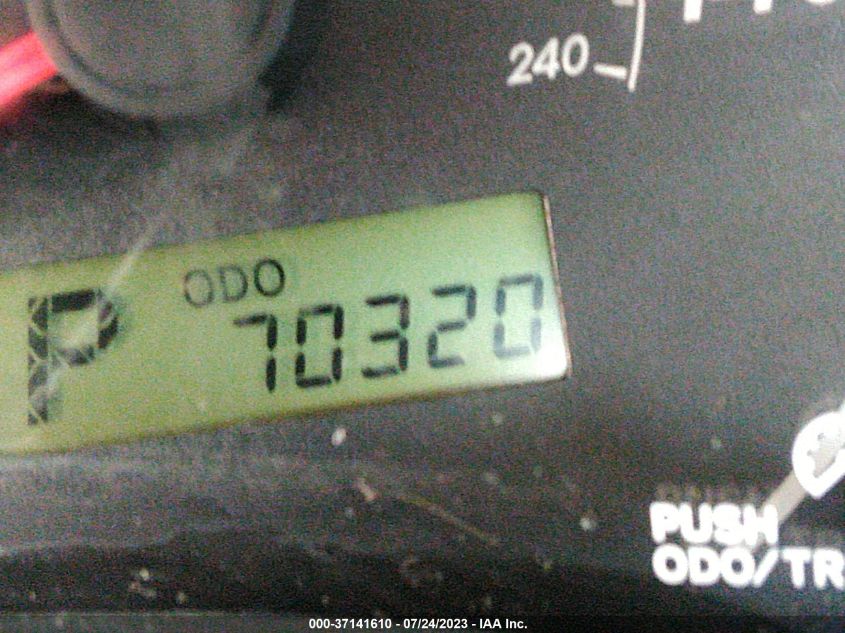 240
ODO
P 70320
PUSH
ODO/TR
000-37141610 - 07/24/2023 - IAA Inc.